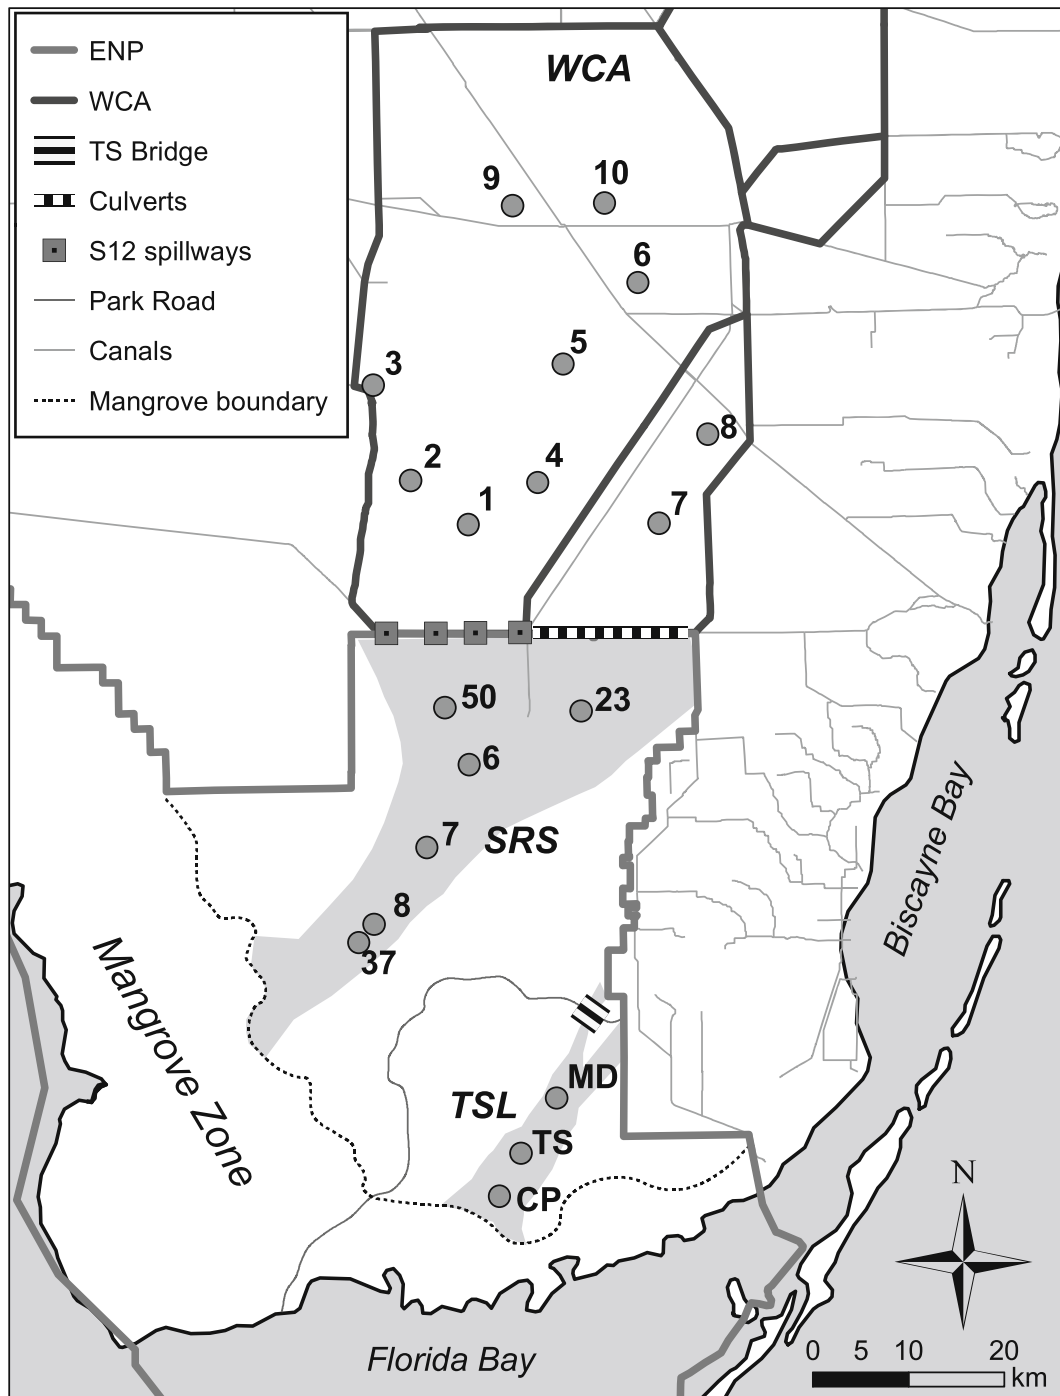 ENP
WCA
TS Bridge
Culverts
S12 spillways
Park Road
Canals
Mangrove boundary
WCA
9
10
6
5
3
8
2
4
1
7
50
23
6
7
SRS
8
37
Mangrove Zone
Biscayne Bay
MD
TSL
TS
CP
N
Florida Bay
0 5 10 20
km